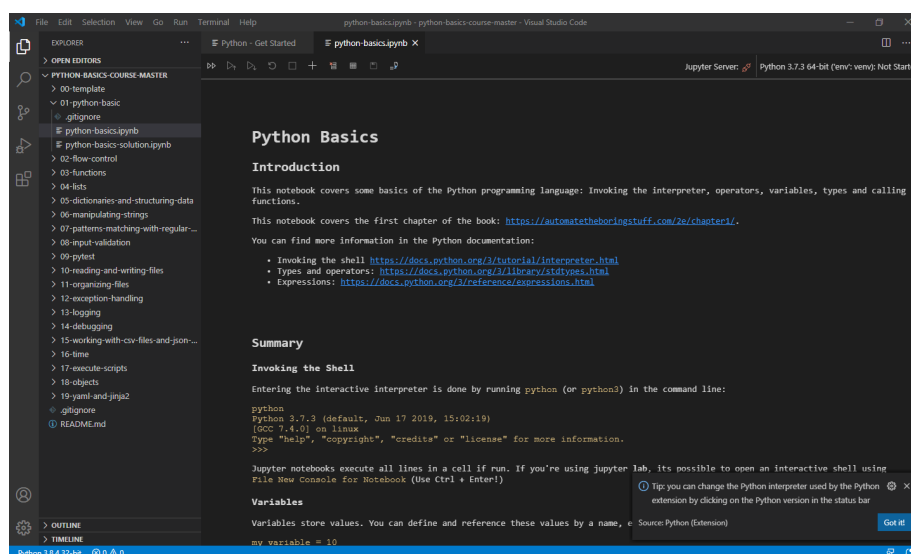 File Edit Selection View Go Run Terminal Help python-basics.ipynb - python-basics-course-master - Visual Studio Code
EXPLORER
Python - Get Started
python-basics.ipynb
OPEN EDITORS
PYTHON-BASICS-COURSE-MASTER
00-template
01-python-basic
.gitignore
python-basics.ipynb
python-basics-solution.ipynb
02-flow-control
03-functions
04-lists
05-dictionaries-and-structuring-data
06-manipulating-strings
07-patterns-matching-with-regular-...
08-input-validation
09-pytest
10-reading-and-writing-files
11-organizing-files
12-exception-handling
13-logging
14-debugging
15-working-with-csv-files-and-json-...
16-time
17-execute-scripts
18-objects
19-yaml-and-jinja2
.gitignore
README.md
OUTLINE
TIMELINE
Jupyter Server: Python 3.7.3 64-bit ('env': venv): Not Start
Python Basics
Introduction
This notebook covers some basics of the Python programming language: Invoking the interpreter, operators, variables, types and calling
functions.
This notebook covers the first chapter of the book: https://automatetheboringstuff.com/2e/chapter1/.
You can find more information in the Python documentation:
• Invoking the shell https://docs.python.org/3/tutorial/interpreter.html
• Types and operators: https://docs.python.org/3/library/stdtypes.html
• Expressions: https://docs.python.org/3/reference/expressions.html
Summary
Invoking the Shell
Entering the interactive interpreter is done by running python (or python3) in the command line:
python
Python 3.7.3 (default, Jun 17 2019, 15:02:19)
[GCC 7.4.0] on linux
Type "help", "copyright", "credits" or "license" for more information.
>>>
Jupyter notebooks execute all lines in a cell if run. If you're using jupyter lab, its possible to open an interactive shell using
File New Console for Notebook (Use Ctrl + Enter!)
Variables
Variables store values. You can define and reference these values by a name, e
my_variable = 10
Tip: you can change the Python interpreter used by the Python
extension by clicking on the Python version in the status bar
Source: Python (Extension)
Got it!
Python 3.8.4 32-bit 0 0